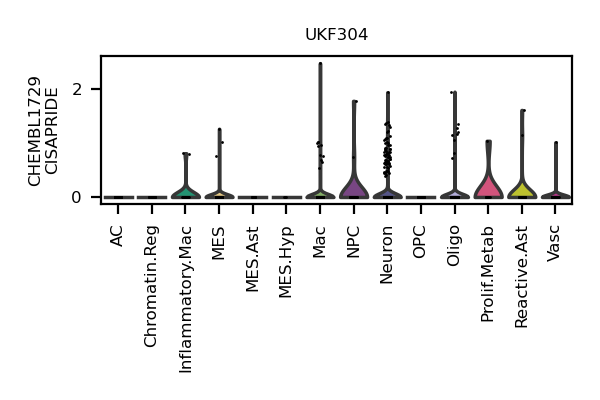 UKF304
CHEMBL1729
CISAPRIDE
2
0
AC
Chromatin.Reg
Inflammatory.Mac
MES
MES.Ast
MES.Hyp
Mac
NPC
Neuron
OPC
Oligo
Prolif.Metab
Reactive.Ast
Vasc